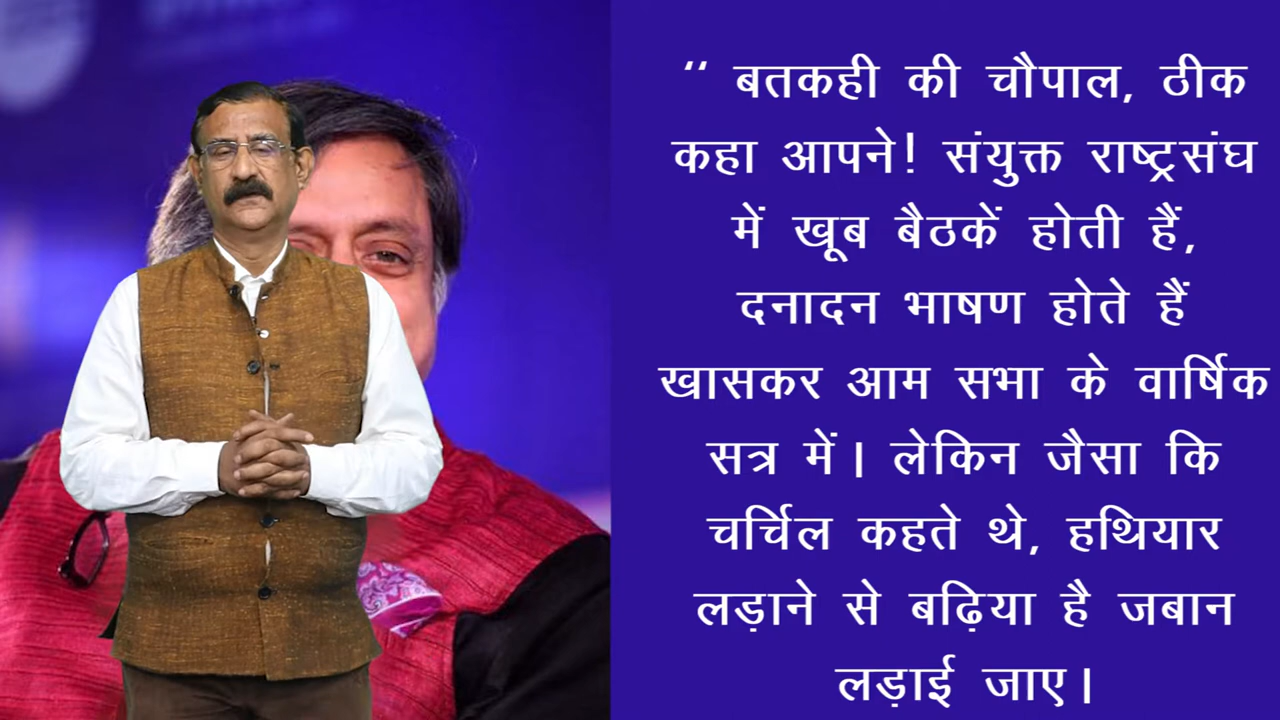 “ बतकही की चौपाल, ठीक
कहा आपने! संयुक्त राष्ट्रसंघ
में खूब बैठकें होती हैं,
दनादन भाषण होते हैं
खासकर आम सभा के वार्षिक
सत्र में। लेकिन जैसा कि
चर्चिल कहते थे, हथियार
लड़ाने से बढ़िया है जबान
लड़ाई जाए।